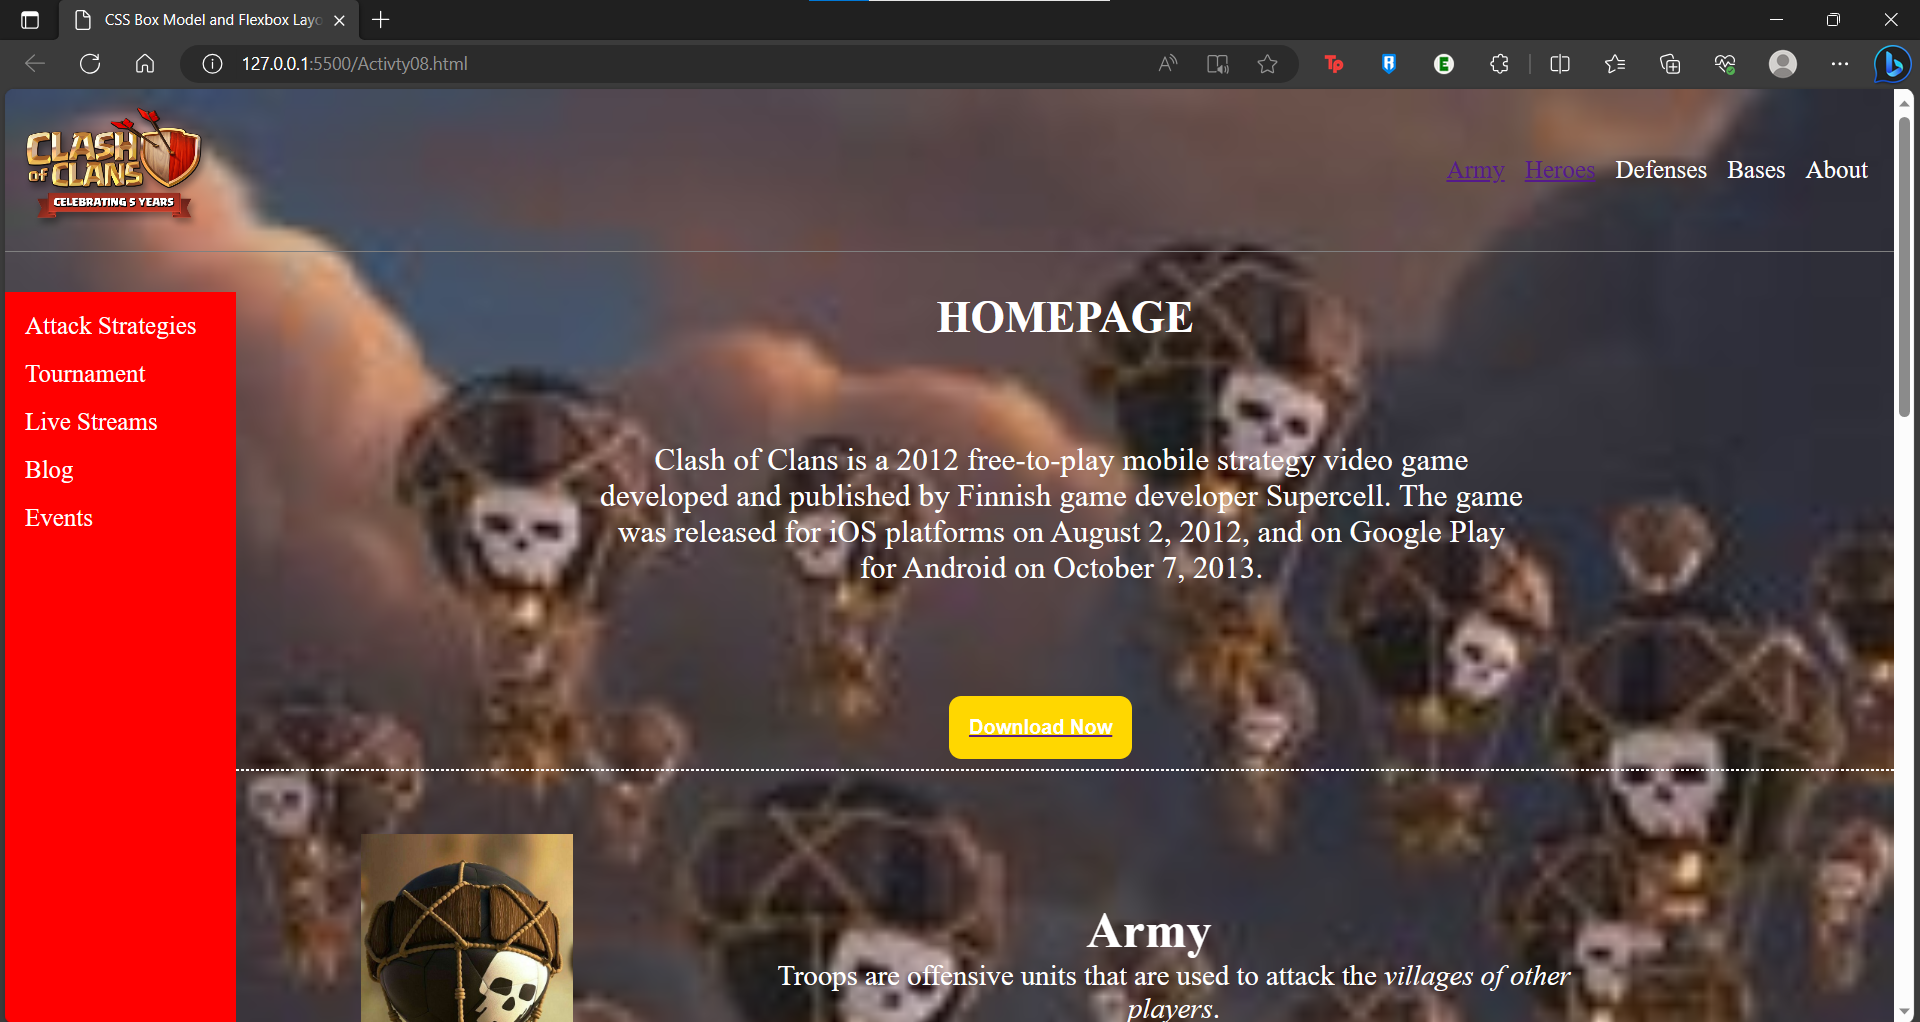 CSS Box Model and Flexbox Layo
127.0.0.1:5500/Activty08.html
CLASH
OF CLANS
CELEBRATING 5 YEARS
Army Heroes Defenses Bases About
Attack Strategies
Tournament
Live Streams
Blog
Events
HOMEPAGE
Clash of Clans is a 2012 free-to-play mobile strategy video game
developed and published by Finnish game developer Supercell. The game
was released for iOS platforms on August 2, 2012, and on Google Play
for Android on October 7, 2013.
Download Now
Army
Troops are offensive units that are used to attack the villages of other
players.